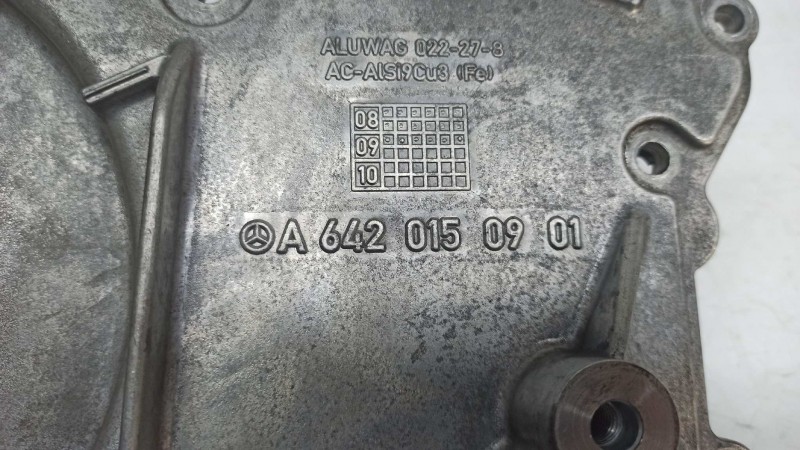 ALUWAG 022-27-8
AC-AlSi9Cu3 (Fe)
08
09
10
A 642 015 09 01